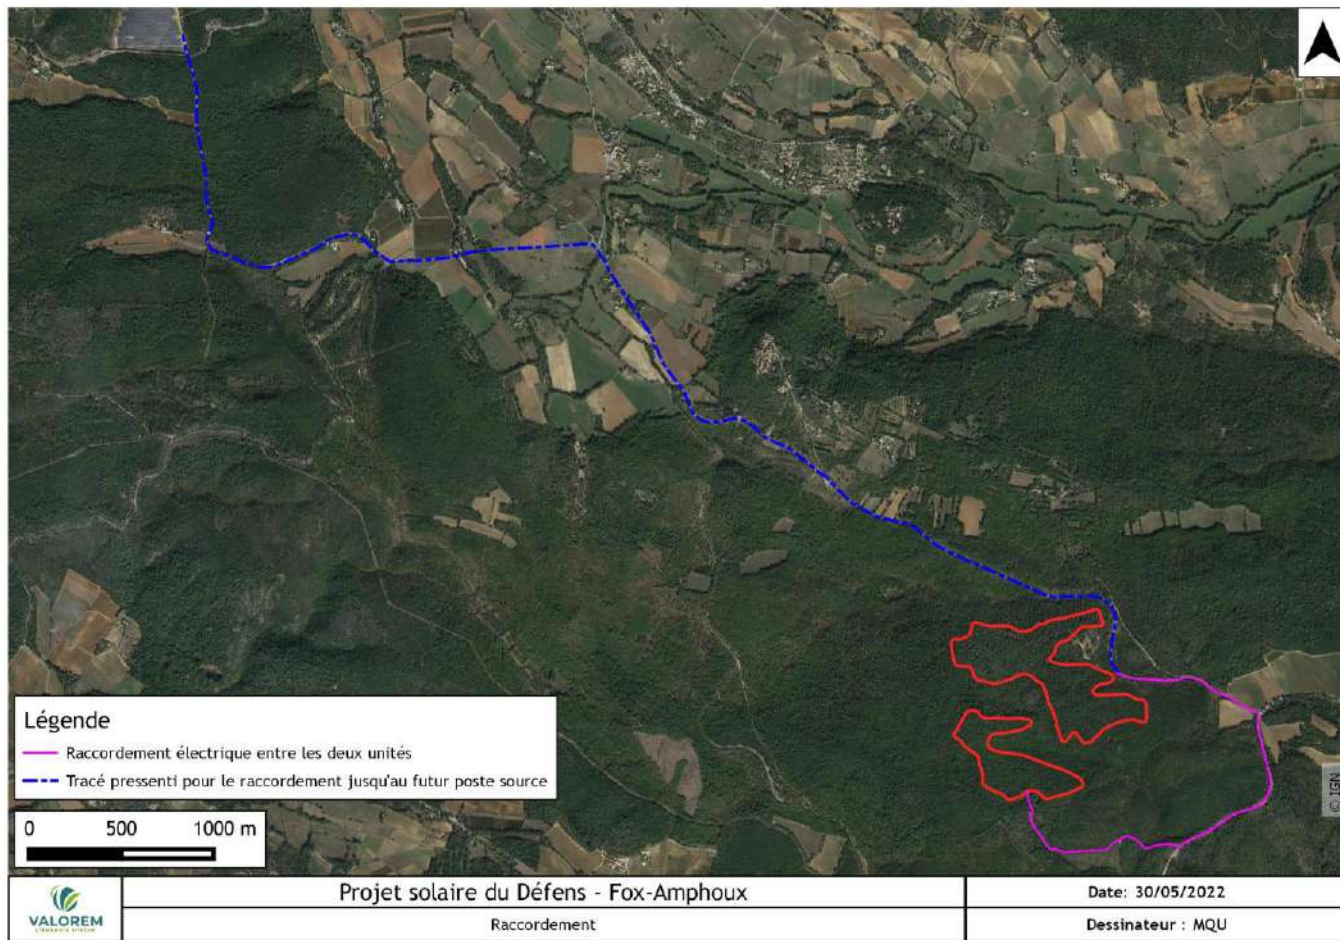 Légende
Raccordement électrique entre les deux unités
Tracé pressenti pour le raccordement jusqu'au futur poste source
0 500 1000 m
© IGN
VALOREM
Projet solaire du Défens - Fox-Amphoux
Raccordement
Date: 30/05/2022
Dessinateur : MQU